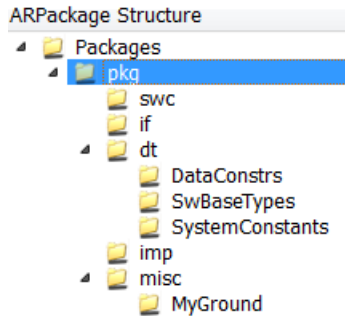 ARPackage Structure
Packages
pkg
swc
if
dt
DataConstrs
SwBaseTypes
SystemConstants
imp
misc
MyGround